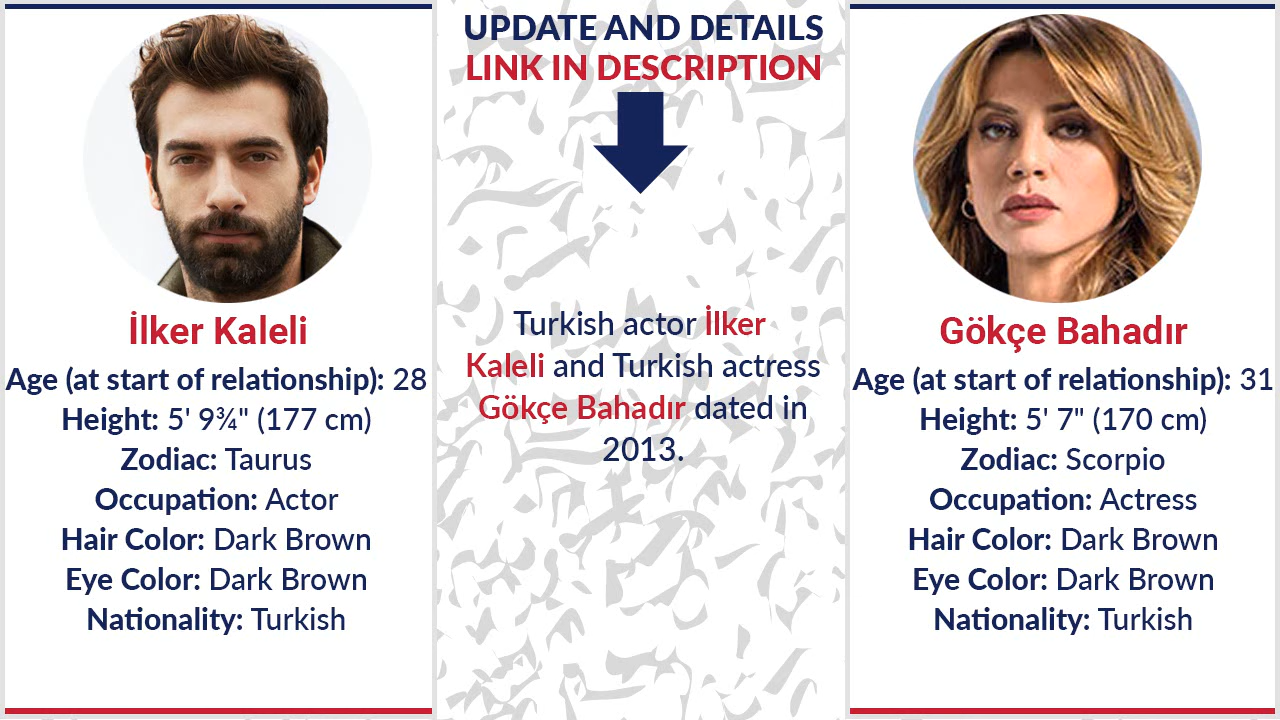 İlker Kaleli
Age (at start of relationship): 28
Height: 5' 9¾" (177 cm)
Zodiac: Taurus
Occupation: Actor
Hair Color: Dark Brown
Eye Color: Dark Brown
Nationality: Turkish
UPDATE AND DETAILS
LINK IN DESCRIPTION
Turkish actor İlker
Kaleli and Turkish actress
Gökçe Bahadır dated in
2013.
Gökçe Bahadır
Age (at start of relationship): 31
Height: 5' 7" (170 cm)
Zodiac: Scorpio
Occupation: Actress
Hair Color: Dark Brown
Eye Color: Dark Brown
Nationality: Turkish